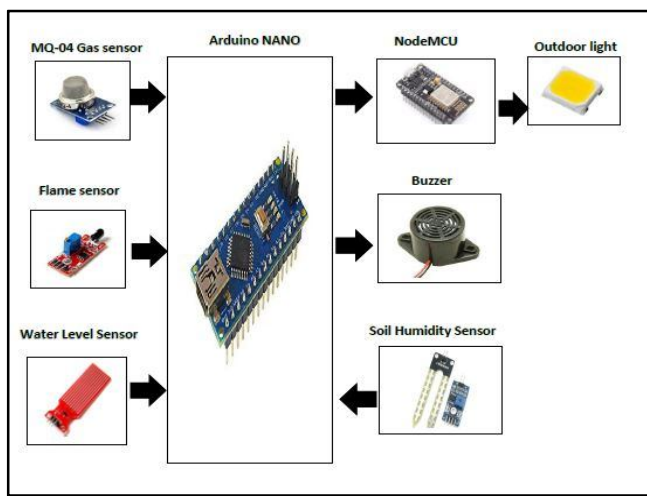 MQ-04 Gas sensor
Arduino NANO
NodeMCU
Outdoor light
Flame sensor
Buzzer
Water Level Sensor
Soil Humidity Sensor